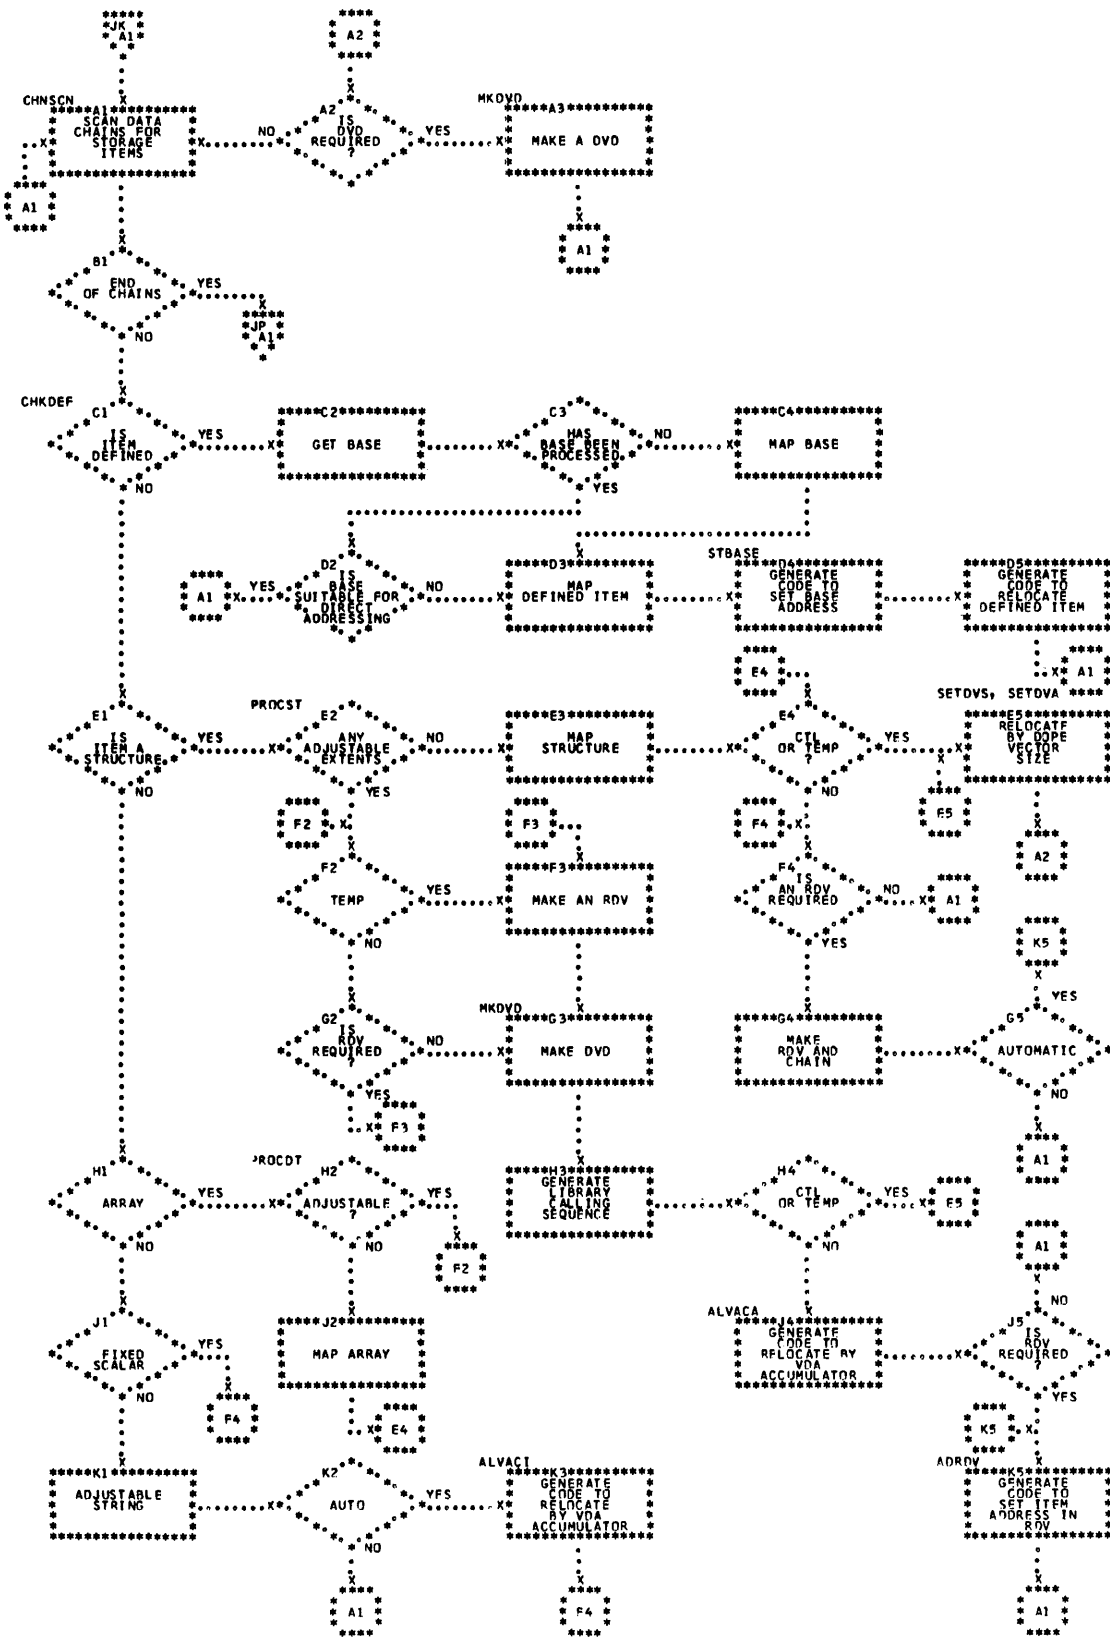 JK
A1
A2
CHNSCN
A1
SCAN DATA
CHAINS FOR
STORAGE
ITEMS
NO
A2
IS
DVD
REQUIRED
?
YES
MKDVD
A3
MAKE A DVD
A1
A1
B1
END
OF CHAINS
YES
NO
JP
A1
CHKDEF
C1
IS
ITEM
DEFINED
YES
NO
C2
GET BASE
C3
HAS
BASE BEEN
PROCESSED
NO
YES
C4
MAP BASE
A1
YES
D2
IS
BASE
SUITABLE FOR
DIRECT
ADDRESSING
NO
D3
MAP
DEFINED ITEM
STBASE
D4
GENERATE
CODE TO
SET BASE
ADDRESS
D5
GENERATE
CODE TO
RELOCATE
DEFINED ITEM
E4
A1
SETDVS, SETDVA
E1
IS
ITEM A
STRUCTURE
YES
NO
PROCST
E2
ANY
ADJUSTABLE
EXTENTS
NO
YES
E3
MAP
STRUCTURE
E4
CTL
OR TEMP
?
YES
NO
E5
RELOCATE
BY DOPE
VECTOR
SIZE
F2
F3
F4
E5
A2
F2
TEMP
YES
NO
F3
MAKE AN RDV
F4
IS
AN RDV
REQUIRED
NO
YES
A1
K5
YES
G2
IS
RDV
REQUIRED
?
NO
YES
MKDVD
G3
MAKE DVD
G4
MAKE
RDV AND
CHAIN
G5
AUTOMATIC
NO
F3
A1
H1
ARRAY
YES
NO
PROCDT
H2
ADJUSTABLE
?
YES
NO
H3
GENERATE
LIBRARY
CALLING
SEQUENCE
H4
CTL
OR TEMP
YES
NO
E5
F2
A1
NO
J1
FIXED
SCALAR
YES
NO
J2
MAP ARRAY
ALVACA
J4
GENERATE
CODE TO
RELOCATE BY
VDA
ACCUMULATOR
J5
IS
RDV
REQUIRED
?
YES
F4
E4
K5
K1
ADJUSTABLE
STRING
K2
AUTO
YES
NO
ALVACI
K3
GENERATE
CODE TO
RELOCATE
BY VDA
ACCUMULATOR
ADRDV
K5
GENERATE
CODE TO
SET ITEM
ADDRESS IN
RDV
A1
F4
A1